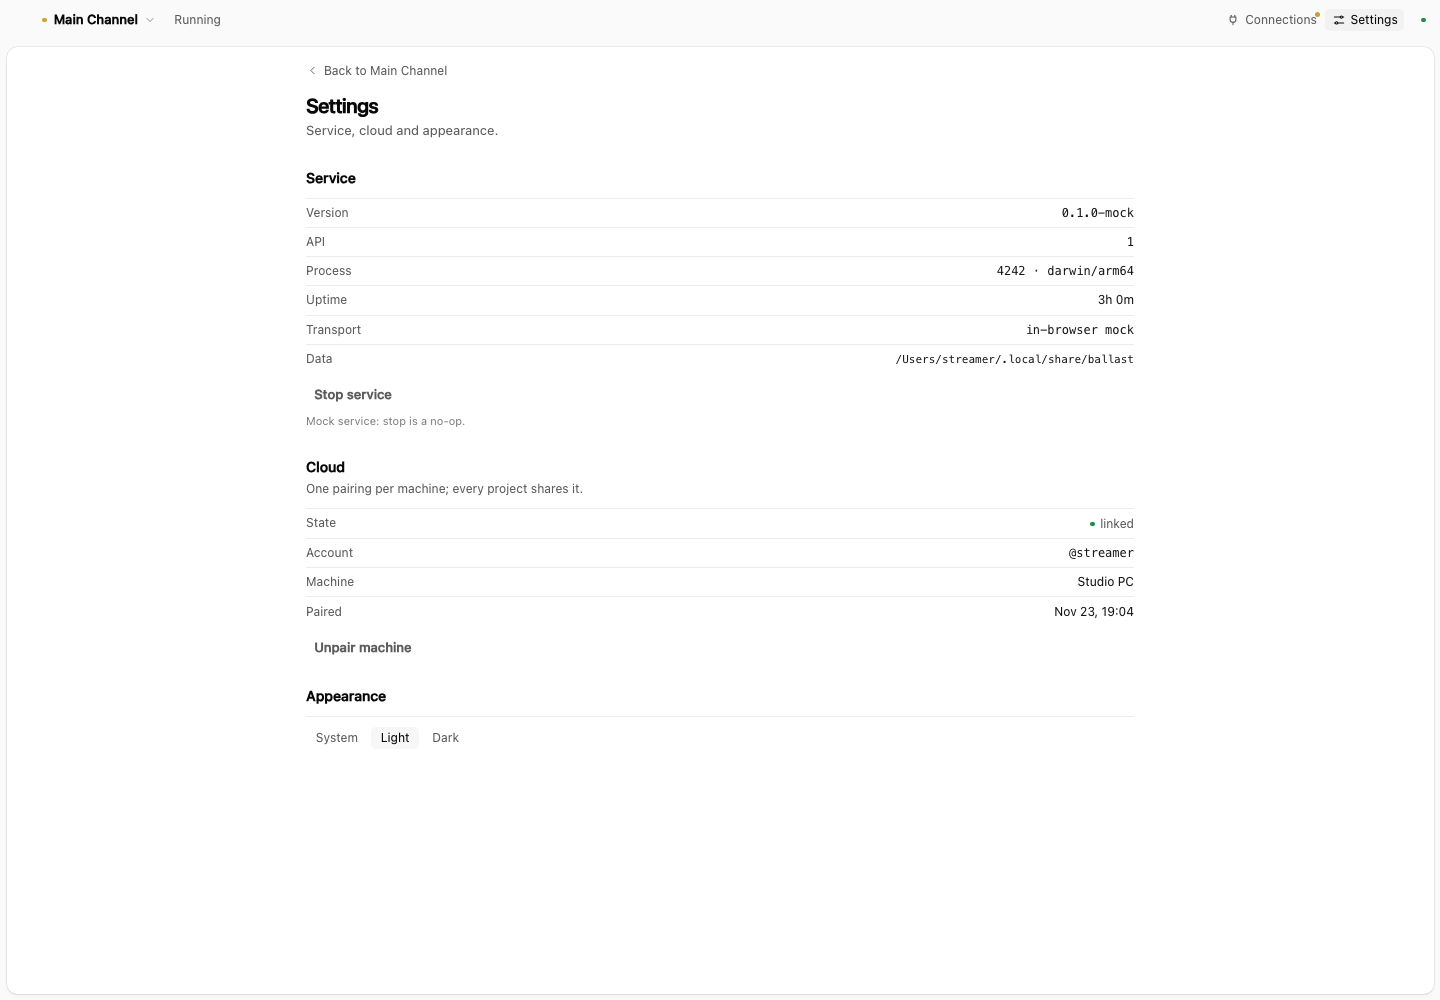 Main Channel Running Connections Settings
Back to Main Channel
Settings
Service, cloud and appearance.
Service
Version 0.1.0-mock
API 1
Process 4242 · darwin/arm64
Uptime 3h 0m
Transport in-browser mock
Data /Users/streamer/.local/share/ballast
Stop service
Mock service: stop is a no-op.
Cloud
One pairing per machine; every project shares it.
State linked
Account @streamer
Machine Studio PC
Paired Nov 23, 19:04
Unpair machine
Appearance
System Light Dark